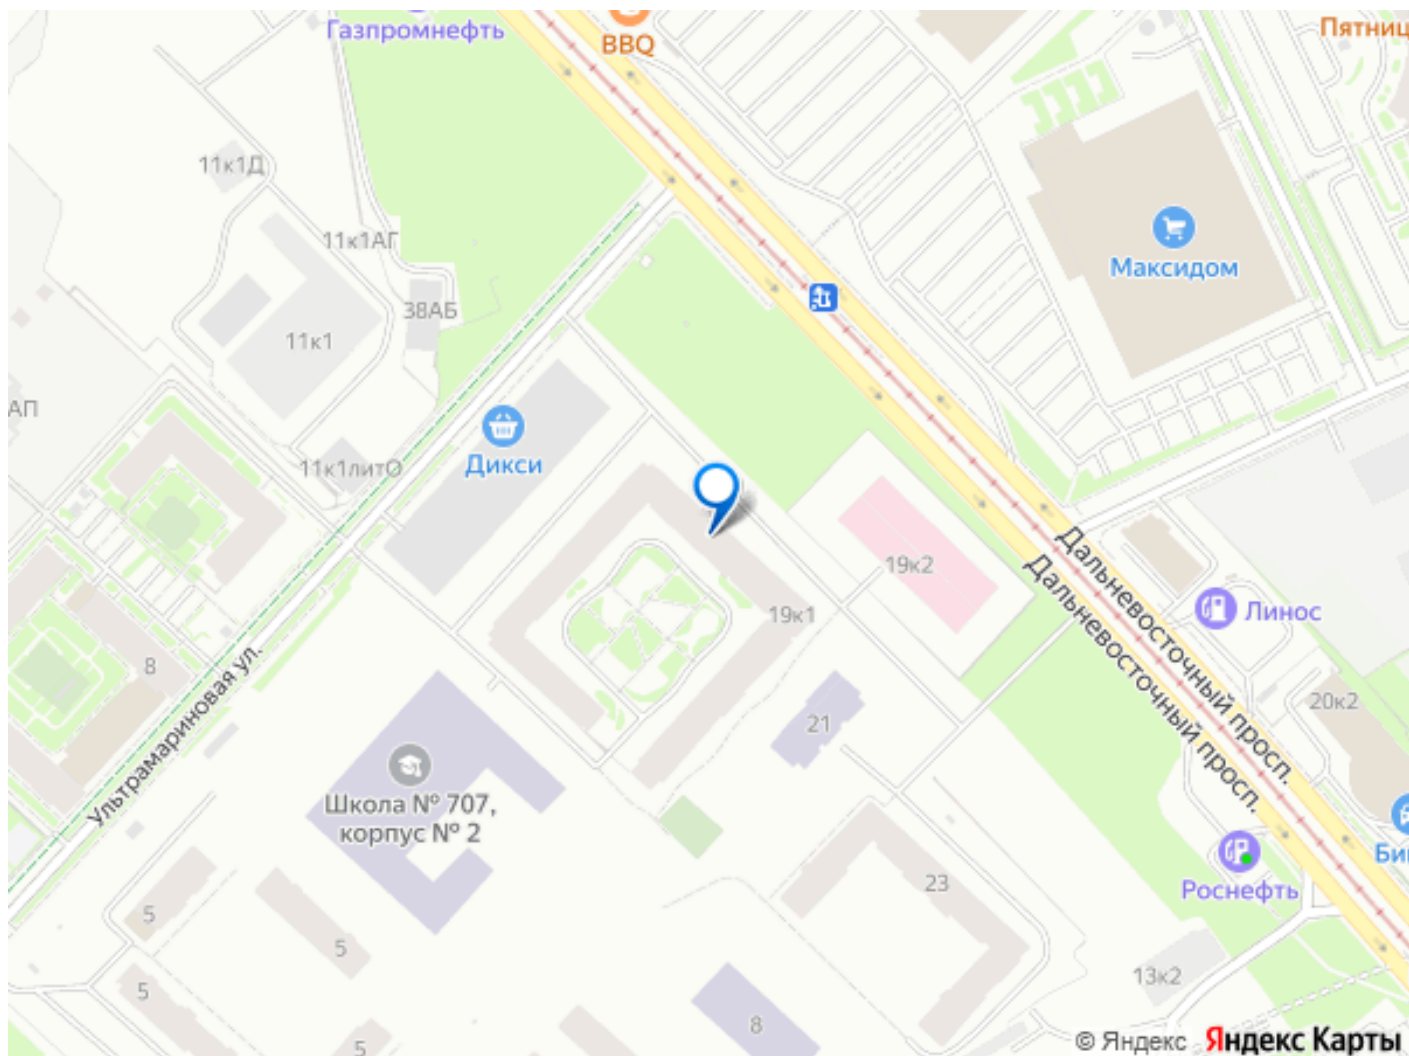 Газпромнефть
BBQ
Пятниц
11к1Д
11к1АГ
Максидом
38АБ
11к1
АП
11к1литО
Дикси
19к2
Дальневосточный просп.
Дальневосточный просп.
Линос
19к1
8
Ультрамариновая ул.
21
20к2
Школа № 707,
корпус № 2
Би
Роснефть
23
5
5
5
13к2
8
5
© Яндекс Яндекс Карты